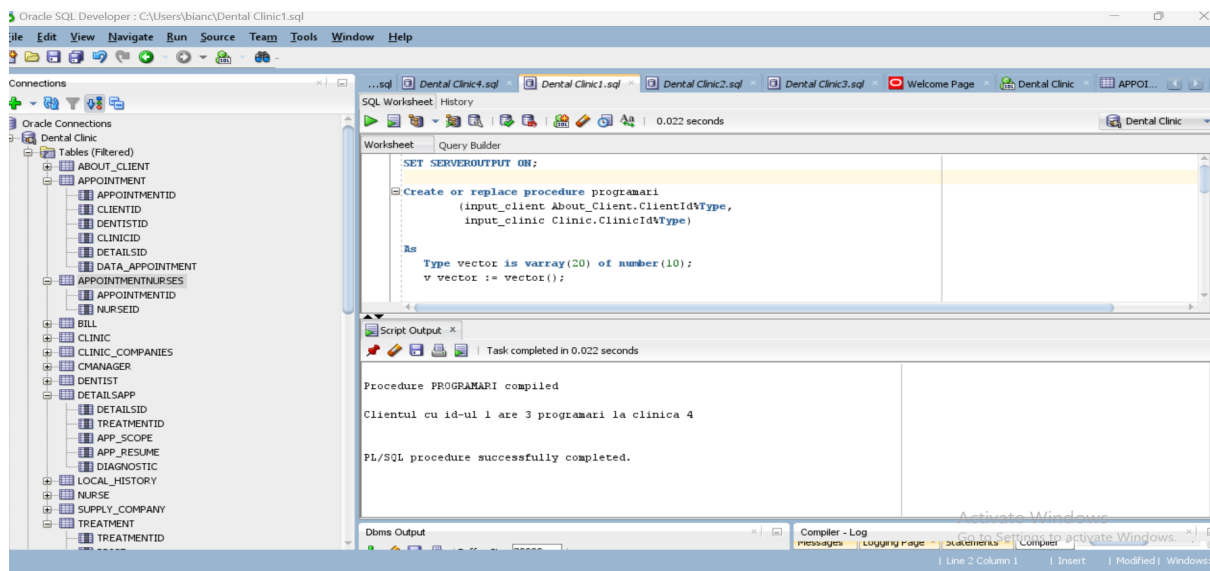 Oracle SQL Developer : C:\Users\bianc\Dental Clinic1.sql
File Edit View Navigate Run Source Team Tools Window Help
Connections
Oracle Connections
Dental Clinic
Tables (Filtered)
ABOUT_CLIENT
APPOINTMENT
APPOINTMENTID
CLIENTID
DENTISTID
CLINICID
DETAILSID
DATA_APPOINTMENT
APPOINTMENTNURSES
APPOINTMENTID
NURSEID
BILL
CLINIC
CLINIC_COMPANIES
CMANAGER
DENTIST
DETAILSAPP
DETAILSID
TREATMENTID
APP_SCOPE
APP_RESUME
DIAGNOSTIC
LOCAL_HISTORY
NURSE
SUPPLY_COMPANY
TREATMENT
TREATMENTID
...sql Dental Clinic4.sql Dental Clinic1.sql Dental Clinic2.sql Dental Clinic3.sql Welcome Page Dental Clinic APPOI...
SQL Worksheet History
0.022 seconds Dental Clinic
Worksheet Query Builder
SET SERVEROUTPUT ON;
Create or replace procedure programari
(input_client About_Client.ClientId%Type,
input_clinic Clinic.ClinicId%Type)
As
Type vector is varray(20) of number(10);
v vector := vector();
Script Output
Task completed in 0.022 seconds
Procedure PROGRAMARI compiled
Clientul cu id-ul 1 are 3 programari la clinica 4
PL/SQL procedure successfully completed.
Dbms Output
Compiler - Log
Messages Logging Page Statements Compiler
Activate Windows
Go to Settings to activate Windows.
Line 2 Column 1 Insert Modified Windows: